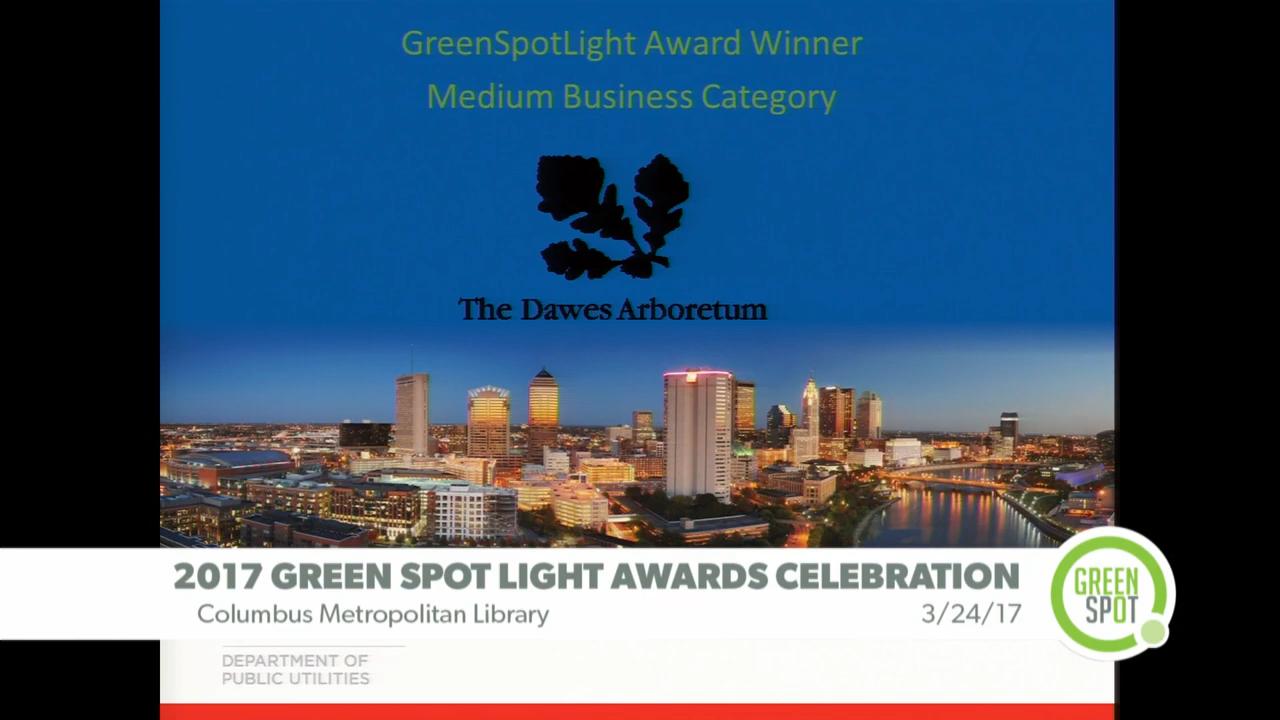 GreenSpotLight Award Winner
Medium Business Category
The Dawes Arboretum
2017 GREEN SPOT LIGHT AWARDS CELEBRATION
Columbus Metropolitan Library
3/24/17
GREEN
SPOT
DEPARTMENT OF
PUBLIC UTILITIES